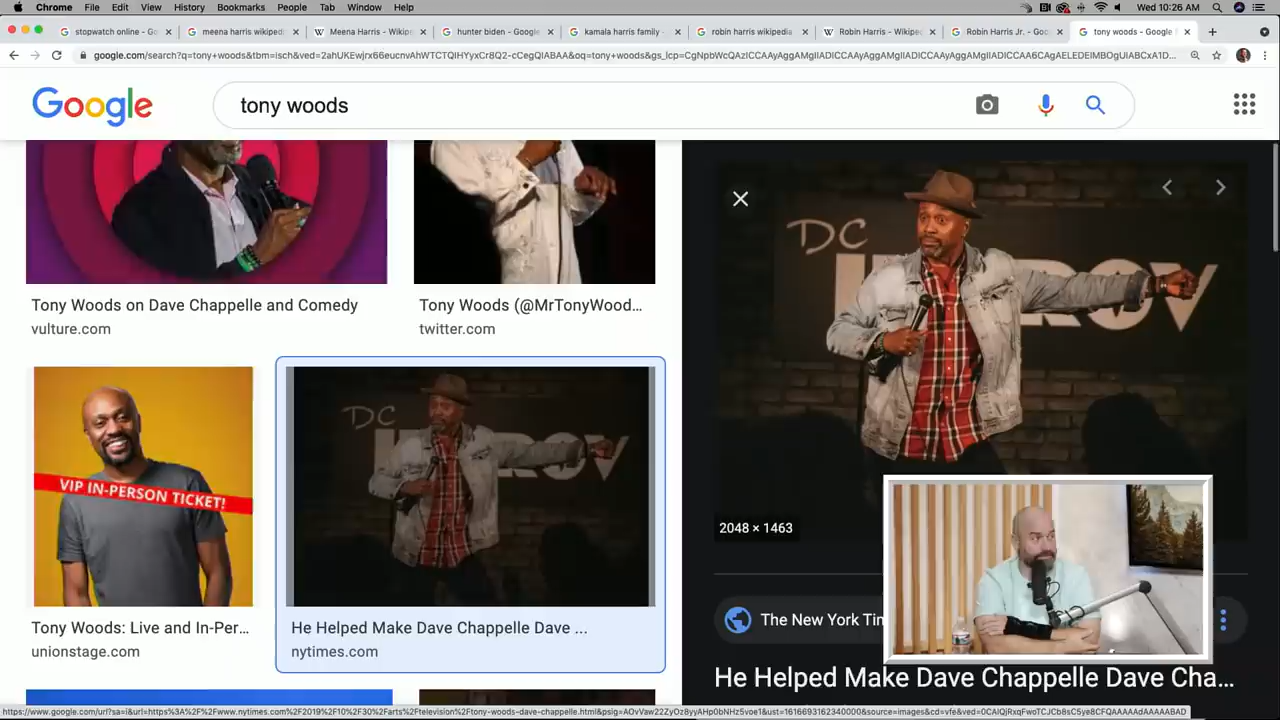 Chrome File Edit View History Bookmarks People Tab Window Help Wed 10:26 AM
stopwatch online - Go
meena harris wikiped
Meena Harris - Wikipe
hunter biden - Google
kamala harris family -
robin harris wikipedia
Robin Harris - Wikipe
Robin Harris Jr. - Goo
tony woods - Google
Google
tony woods
Tony Woods on Dave Chappelle and Comedy
vulture.com
Tony Woods (@MrTonyWood...
twitter.com
VIP IN-PERSON TICKET!
Tony Woods: Live and In-Per...
unionstage.com
DC
IMPROV
He Helped Make Dave Chappelle Dave ...
nytimes.com
DC
IMPROV
2048 × 1463
The New York Tim
He Helped Make Dave Chappelle Dave Cha...